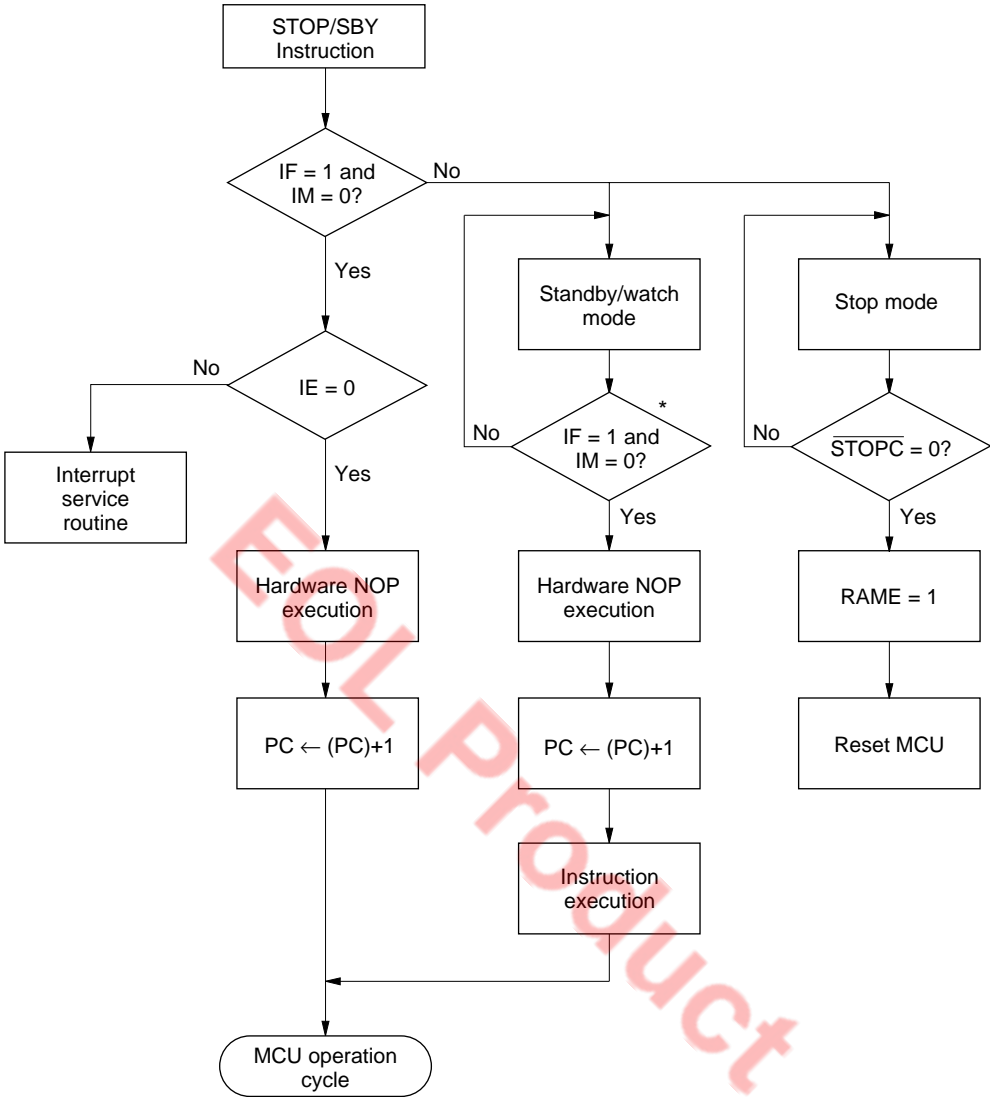 STOP/SBY
Instruction
IF = 1 and
IM = 0?
No
Yes
Standby/watch
mode
Stop mode
No
IE = 0
*
No
IF = 1 and
IM = 0?
No
STOPC = 0?
Yes
Yes
Yes
Interrupt
service
routine
Hardware NOP
execution
Hardware NOP
execution
RAME = 1
PC ← (PC)+1
PC ← (PC)+1
Reset MCU
Instruction
execution
MCU operation
cycle
EOL Product